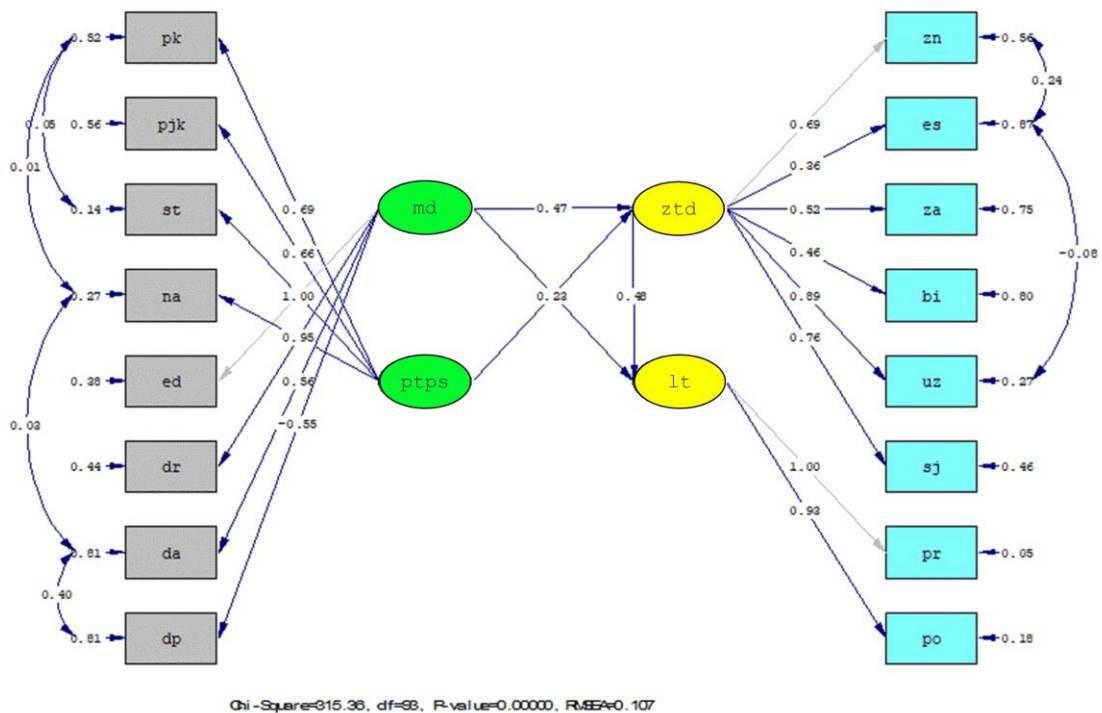 0.52 pk
zn 0.56
0.24
0.05 0.56 pjk
0.69
es 0.87
0.01
0.36
0.14 st
md
0.47
ztd
0.52
za 0.75
0.69
0.66
0.46
-0.08
0.27 na
1.00
0.23
0.48
0.89
bi 0.80
0.95
0.76
0.38 ed
0.56
ptps
lt
uz 0.27
0.03
-0.55
0.44 dr
1.00
sj 0.46
0.93
0.81 da
pr 0.05
0.40
0.81 dp
po 0.18
Chi-Square=315.36, df=93, P-value=0.00000, RMSEA=0.107